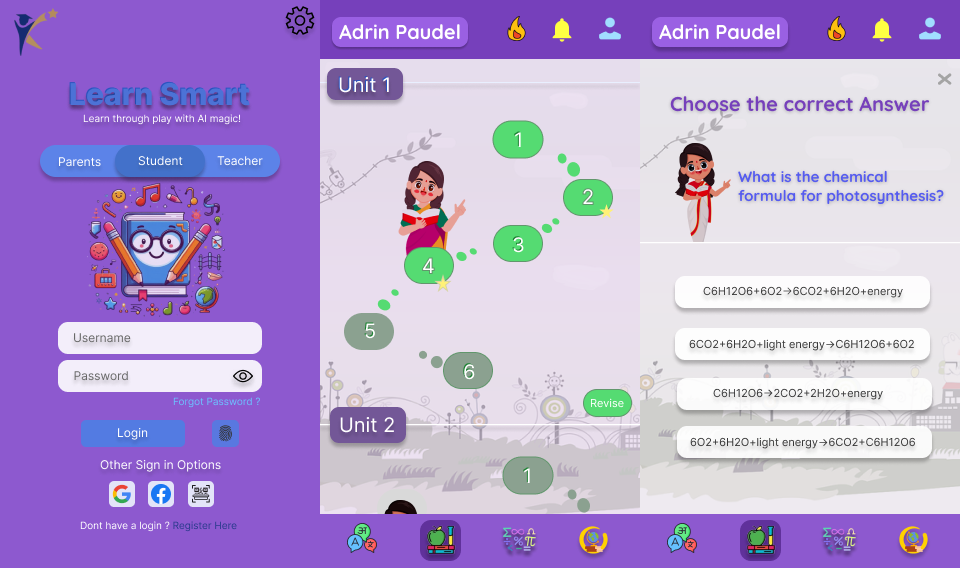 Learn Smart
Learn through play with AI magic!
Parents
Student
Teacher
Username
Password
Forgot Password ?
Login
Other Sign in Options
Dont have a login ? Register Here
Adrin Paudel
Unit 1
1
2
3
4
5
6
Revise
Unit 2
1
Adrin Paudel
Choose the correct Answer
What is the chemical
formula for photosynthesis?
C6H12O6+6O2→6CO2+6H2O+energy
6CO2+6H2O+light energy→C6H12O6+6O2
C6H12O6→2CO2+2H2O+energy
6O2+6H2O+light energy→6CO2+C6H12O6